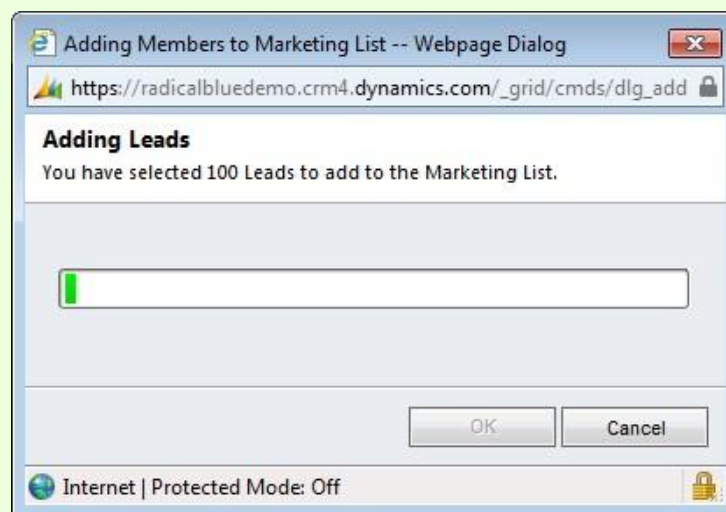 Adding Members to Marketing List -- Webpage Dialog
https://radicalbluedemo.crm4.dynamics.com/_grid/cmds/dlg_add
Adding Leads
You have selected 100 Leads to add to the Marketing List.
OK
Cancel
Internet | Protected Mode: Off